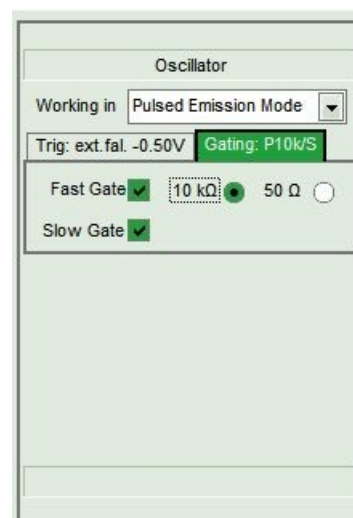 Oscillator
Working in Pulsed Emission Mode
Trig: ext.fal. -0.50V Gating: P10k/S
Fast Gate 10 kΩ 50 Ω
Slow Gate